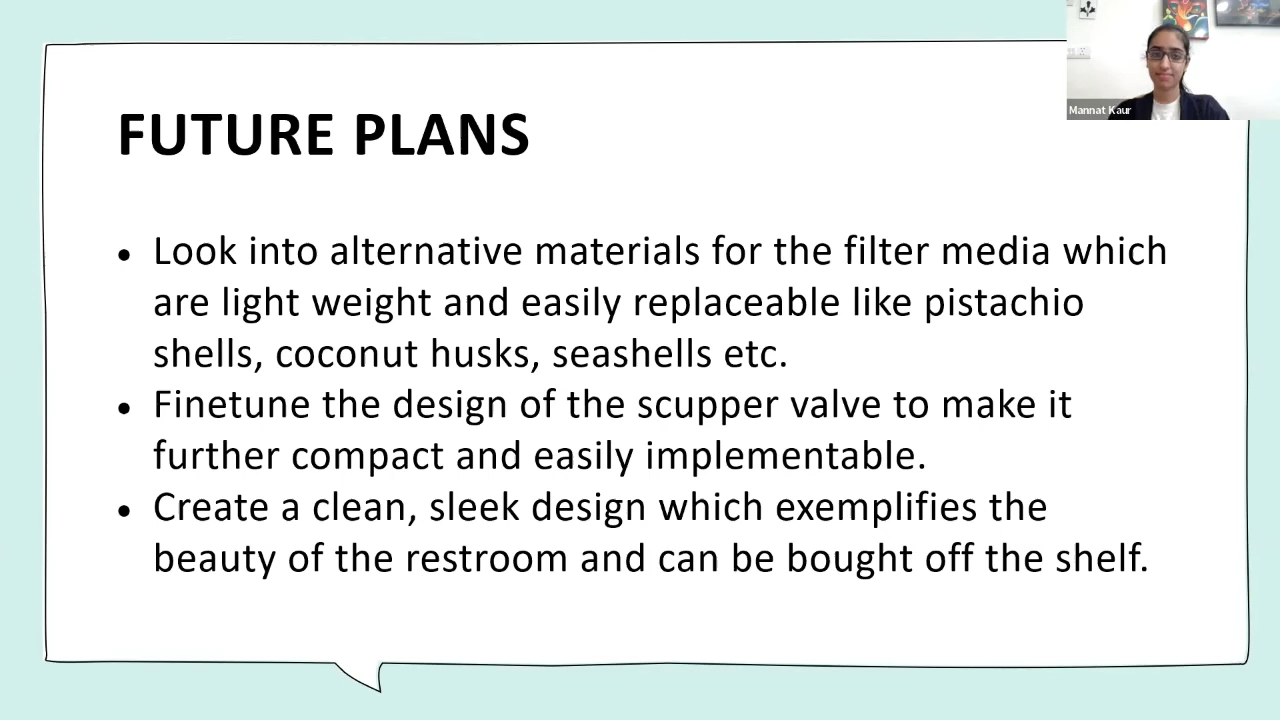 Mannat Kaur
FUTURE PLANS
• Look into alternative materials for the filter media which
are light weight and easily replaceable like pistachio
shells, coconut husks, seashells etc.
• Finetune the design of the scupper valve to make it
further compact and easily implementable.
• Create a clean, sleek design which exemplifies the
beauty of the restroom and can be bought off the shelf.